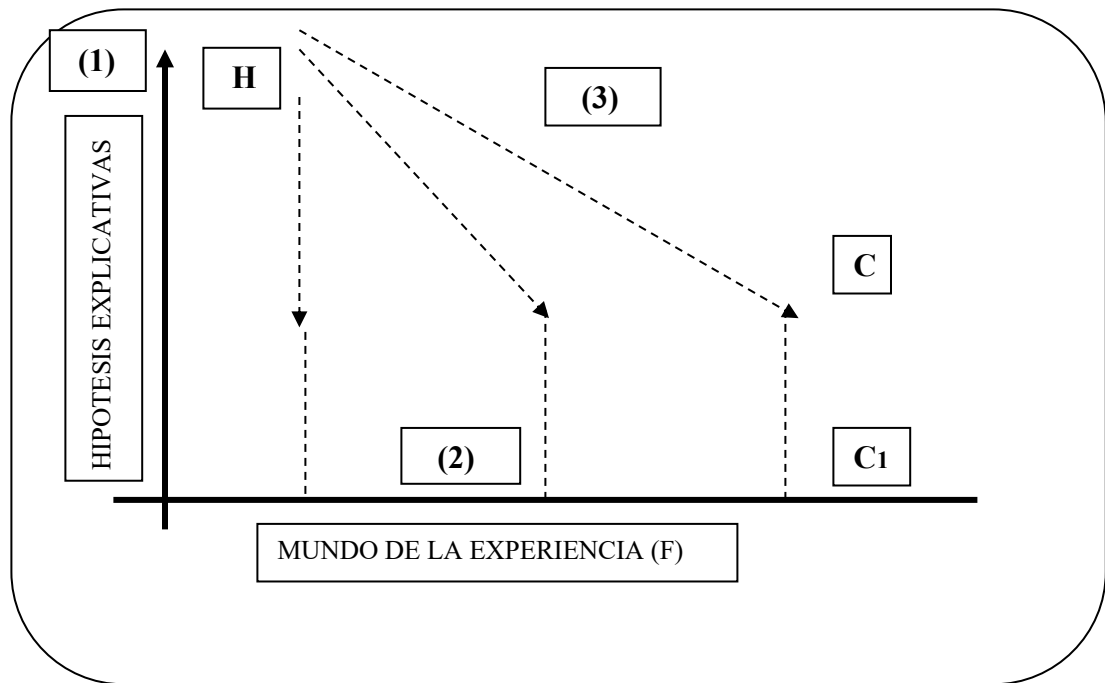 (1)
H
(3)
HIPOTESIS EXPLICATIVAS
C
(2)
C1
MUNDO DE LA EXPERIENCIA (F)